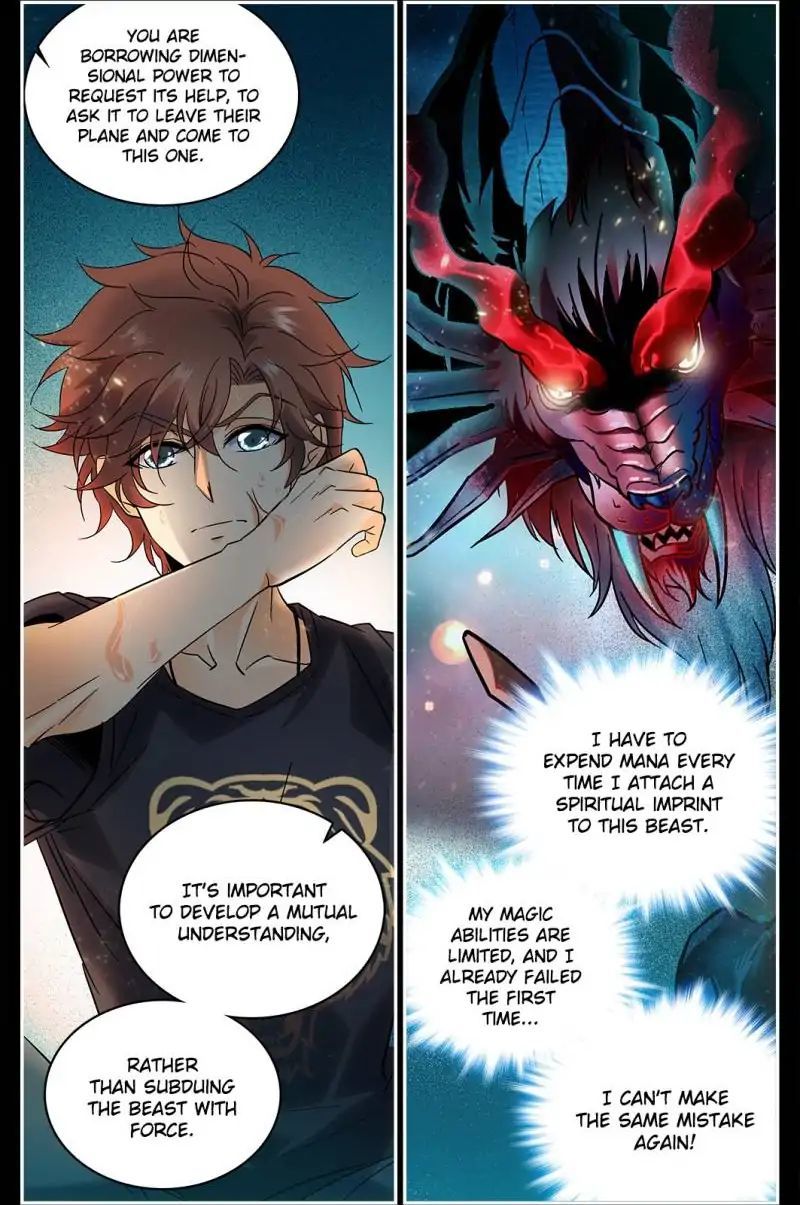 YOU ARE
BORROWING DIMEN-
SIONAL POWER TO
REQUEST ITS HELP, TO
ASK IT TO LEAVE THEIR
PLANE AND COME TO
THIS ONE.
IT'S IMPORTANT
TO DEVELOP A MUTUAL
UNDERSTANDING,
RATHER
THAN SUBDUING
THE BEAST WITH
FORCE.
I HAVE TO
EXPEND MANA EVERY
TIME I ATTACH A
SPIRITUAL IMPRINT
TO THIS BEAST.
MY MAGIC
ABILITIES ARE
LIMITED, AND I
ALREADY FAILED
THE FIRST
TIME...
I CAN'T MAKE
THE SAME MISTAKE
AGAIN!